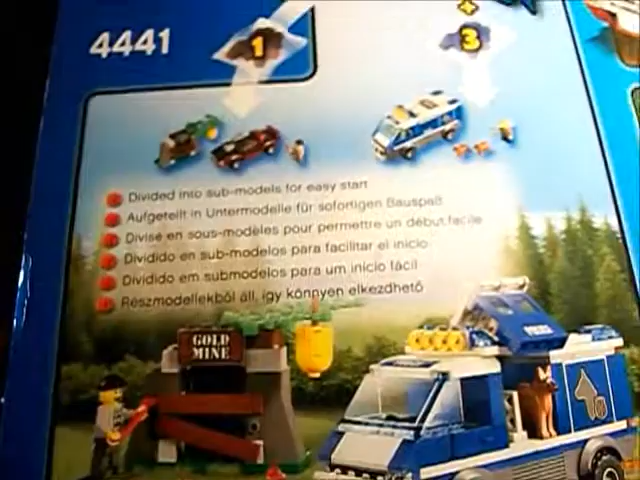 4441
1
3
Divided into sub-models for easy start
Aufgeteilt in Untermodelle für sofortigen Bauspaß
Divisé en sous-modèles pour permettre un début facile
Dividido en sub-modelos para facilitar el inicio
Dividido em submodelos para um início fácil
Részmodellekből áll, így könnyen elkezdhető
GOLD
MINE
POLICE